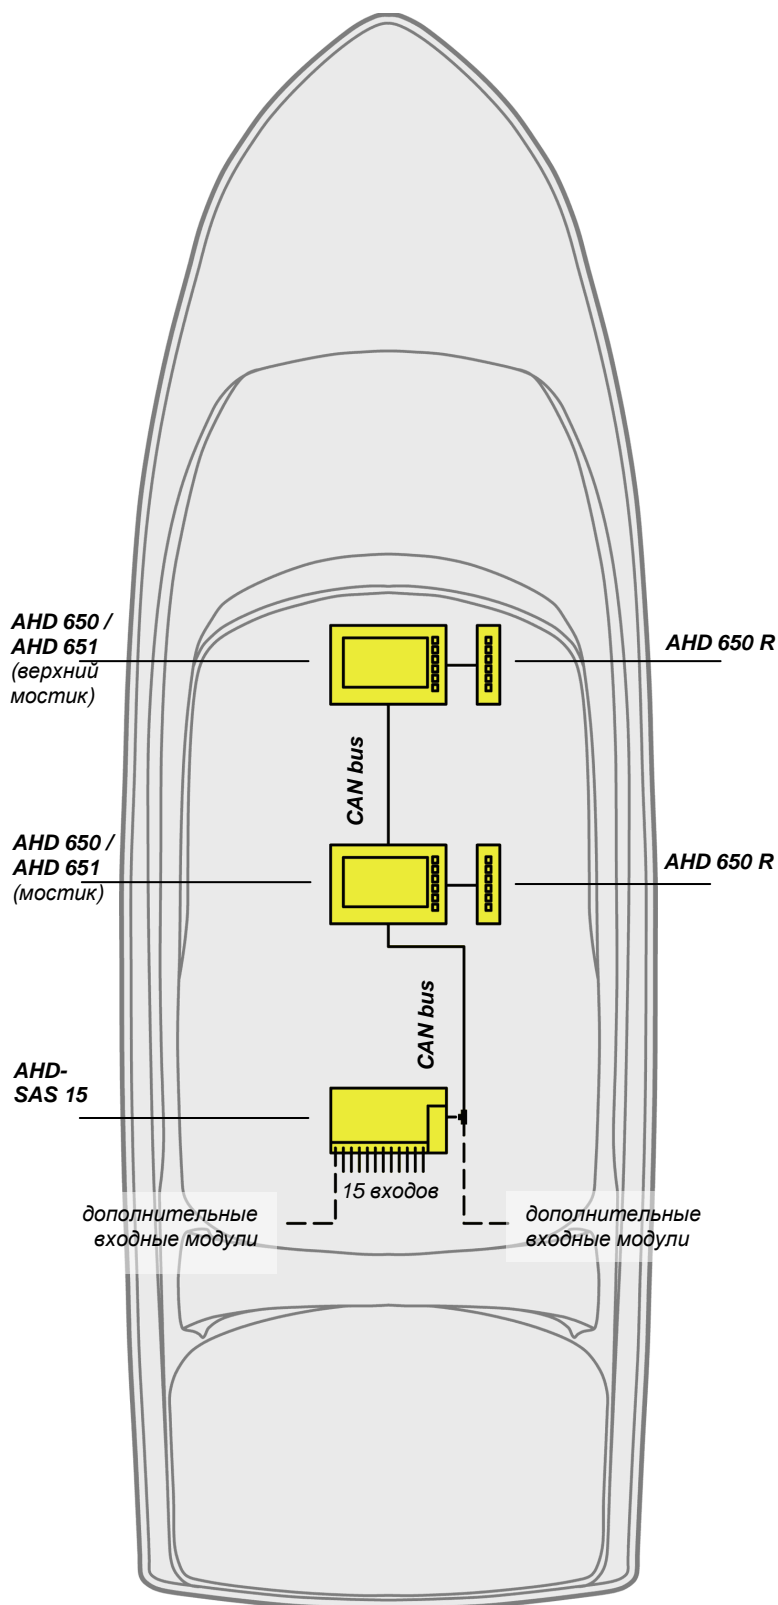 AHD 650 /
AHD 651
(верхний
мостик)
AHD 650 R
CAN bus
AHD 650 /
AHD 651
(мостик)
AHD 650 R
CAN bus
AHD-
SAS 15
15 входов
дополнительные
входные модули
дополнительные
входные модули